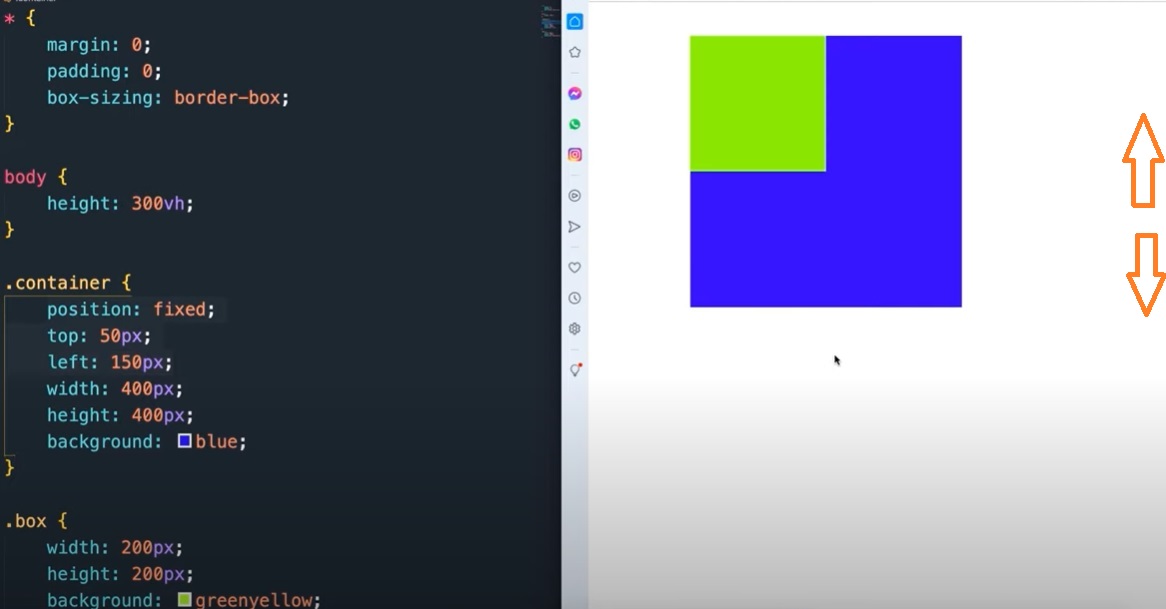 * {
margin: 0;
padding: 0;
box-sizing: border-box;
}
body {
height: 300vh;
}
.container {
position: fixed;
top: 50px;
left: 150px;
width: 400px;
height: 400px;
background: blue;
}
.box {
width: 200px;
height: 200px;
background: greenyellow;